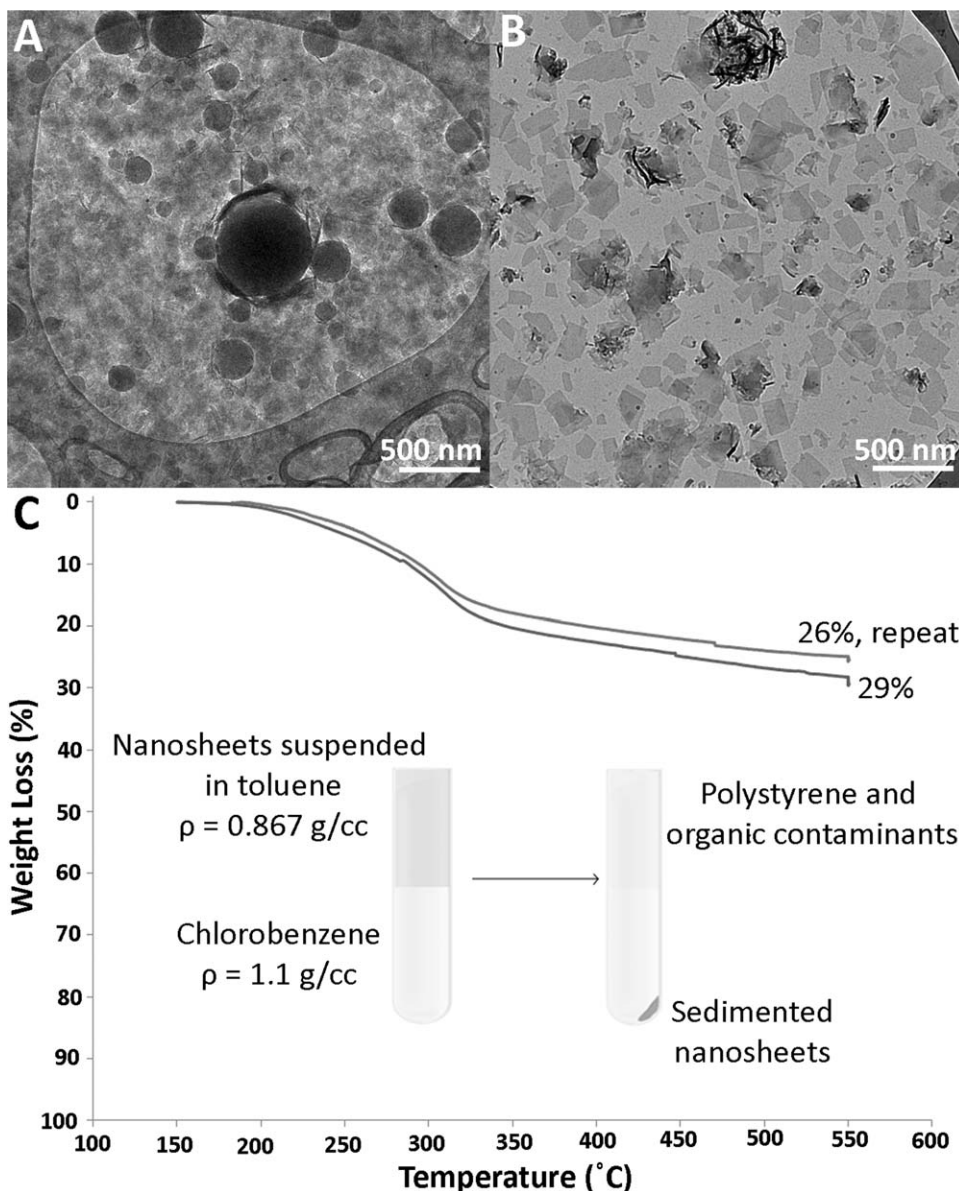 A
B
500 nm
500 nm
C
0
10
20
30
40
50
60
70
80
90
100
Weight Loss (%)
26%, repeat
29%
Nanosheets suspended
in toluene
ρ = 0.867 g/cc
Chlorobenzene
ρ = 1.1 g/cc
Polystyrene and
organic contaminants
Sedimented
nanosheets
100 150 200 250 300 350 400 450 500 550 600
Temperature (˚C)